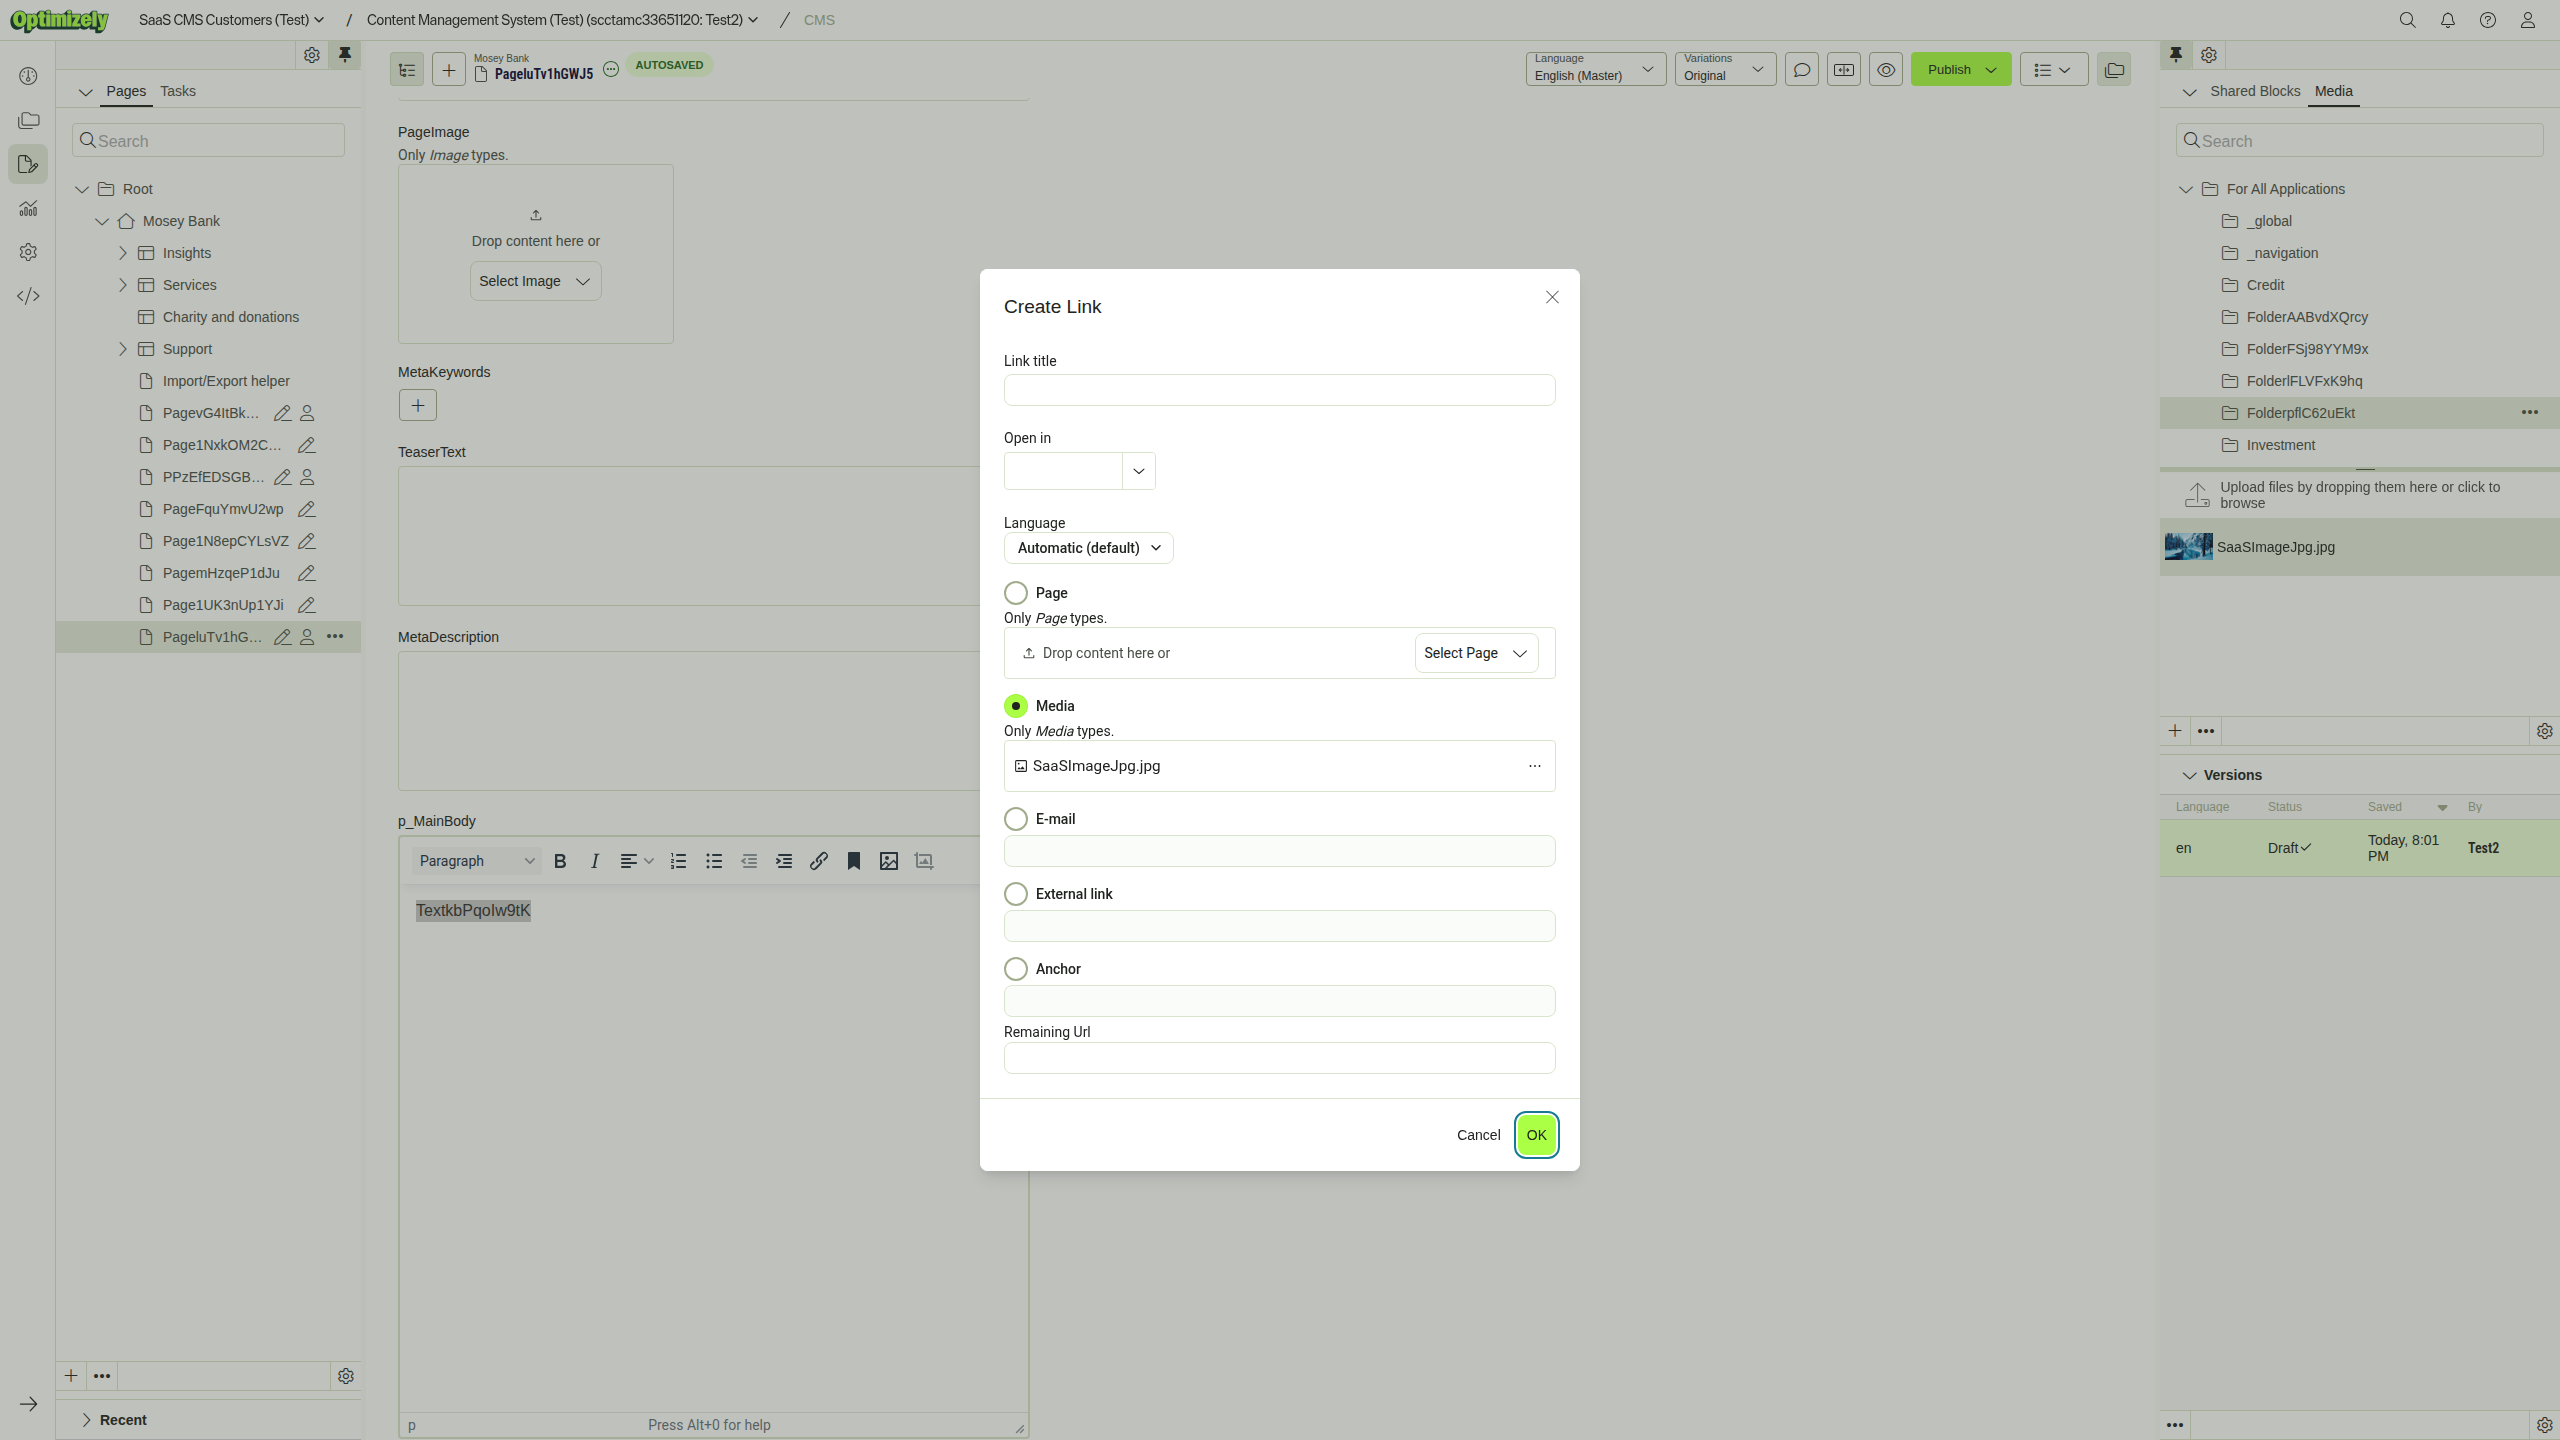 Optimizely
SaaS CMS Customers (Test)
/
Content Management System (Test) (scctamc33651120: Test2)
/
CMS
Pages
Tasks
Search
Root
Mosey Bank
Insights
Services
Charity and donations
Support
Import/Export helper
PagevG4ItBk...
Page1NxkOM2C...
PPzEfEDSGB...
PageFquYmvU2wp
Page1N8epCYLsVZ
PagemHzqeP1dJu
Page1UK3nUp1YJi
PageluTv1hG...
Recent
Mosey Bank
PageluTv1hGWJ5
AUTOSAVED
Language
English (Master)
Variations
Original
Publish
PageImage
Only Image types.
Drop content here or
Select Image
MetaKeywords
TeaserText
MetaDescription
p_MainBody
Paragraph
B
I
TextkbPqoIw9tK
p
Press Alt+0 for help
Create Link
Link title
Open in
Language
Automatic (default)
Page
Only Page types.
Drop content here or
Select Page
Media
Only Media types.
SaaSImageJpg.jpg
E-mail
External link
Anchor
Remaining Url
Cancel
OK
Shared Blocks
Media
Search
For All Applications
_global
_navigation
Credit
FolderAABvdXQrcy
FolderFSj98YYM9x
FolderlFLVFxK9hq
FolderpflC62uEkt
Investment
Upload files by dropping them here or click to
browse
SaaSImageJpg.jpg
Versions
Language
Status
Saved
By
en
Draft
Today, 8:01
PM
Test2